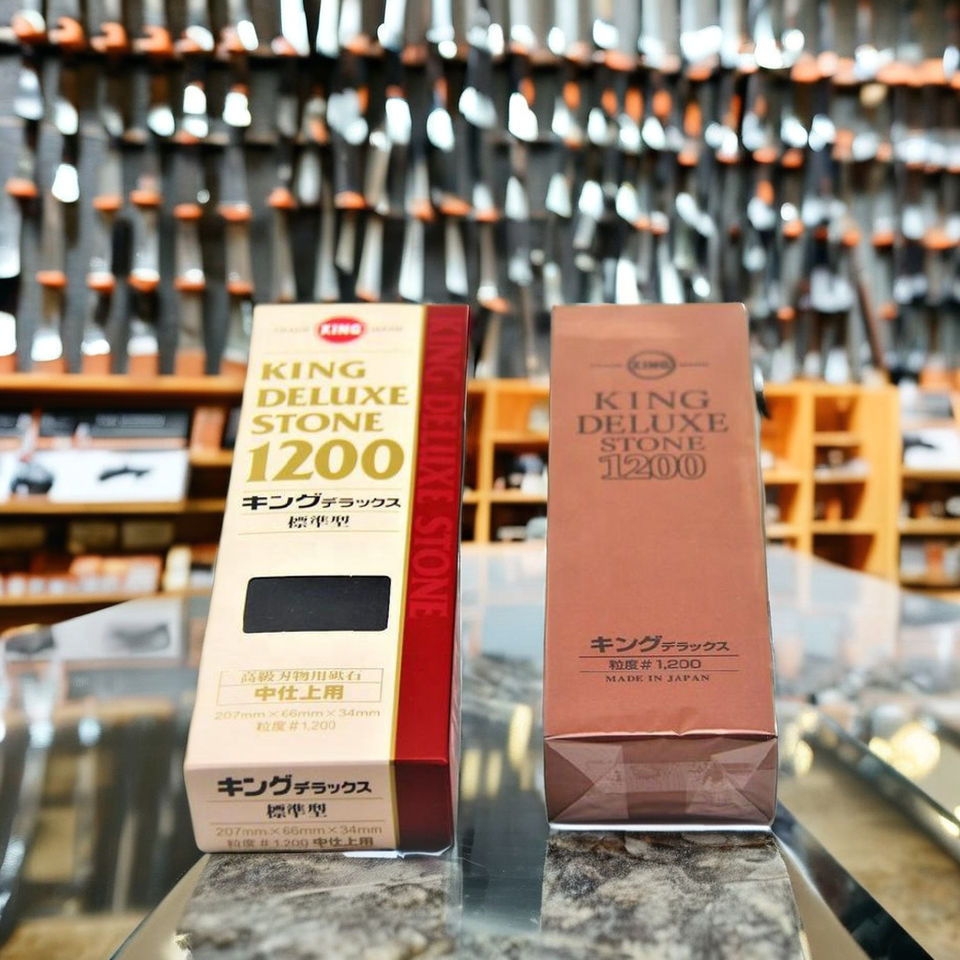 KING
KING
DELUXE
STONE
1200
キングデラックス
標準型
高級刃物用砥石
中仕上用
207mm×66mm×34mm
粒度#1,200
キングデラックス
標準型
207mm×66mm×34mm
粒度#1,200 中仕上用
KING DELUXE STONE
KING
KING
DELUXE
STONE
1200
キングデラックス
粒度#1,200
MADE IN JAPAN